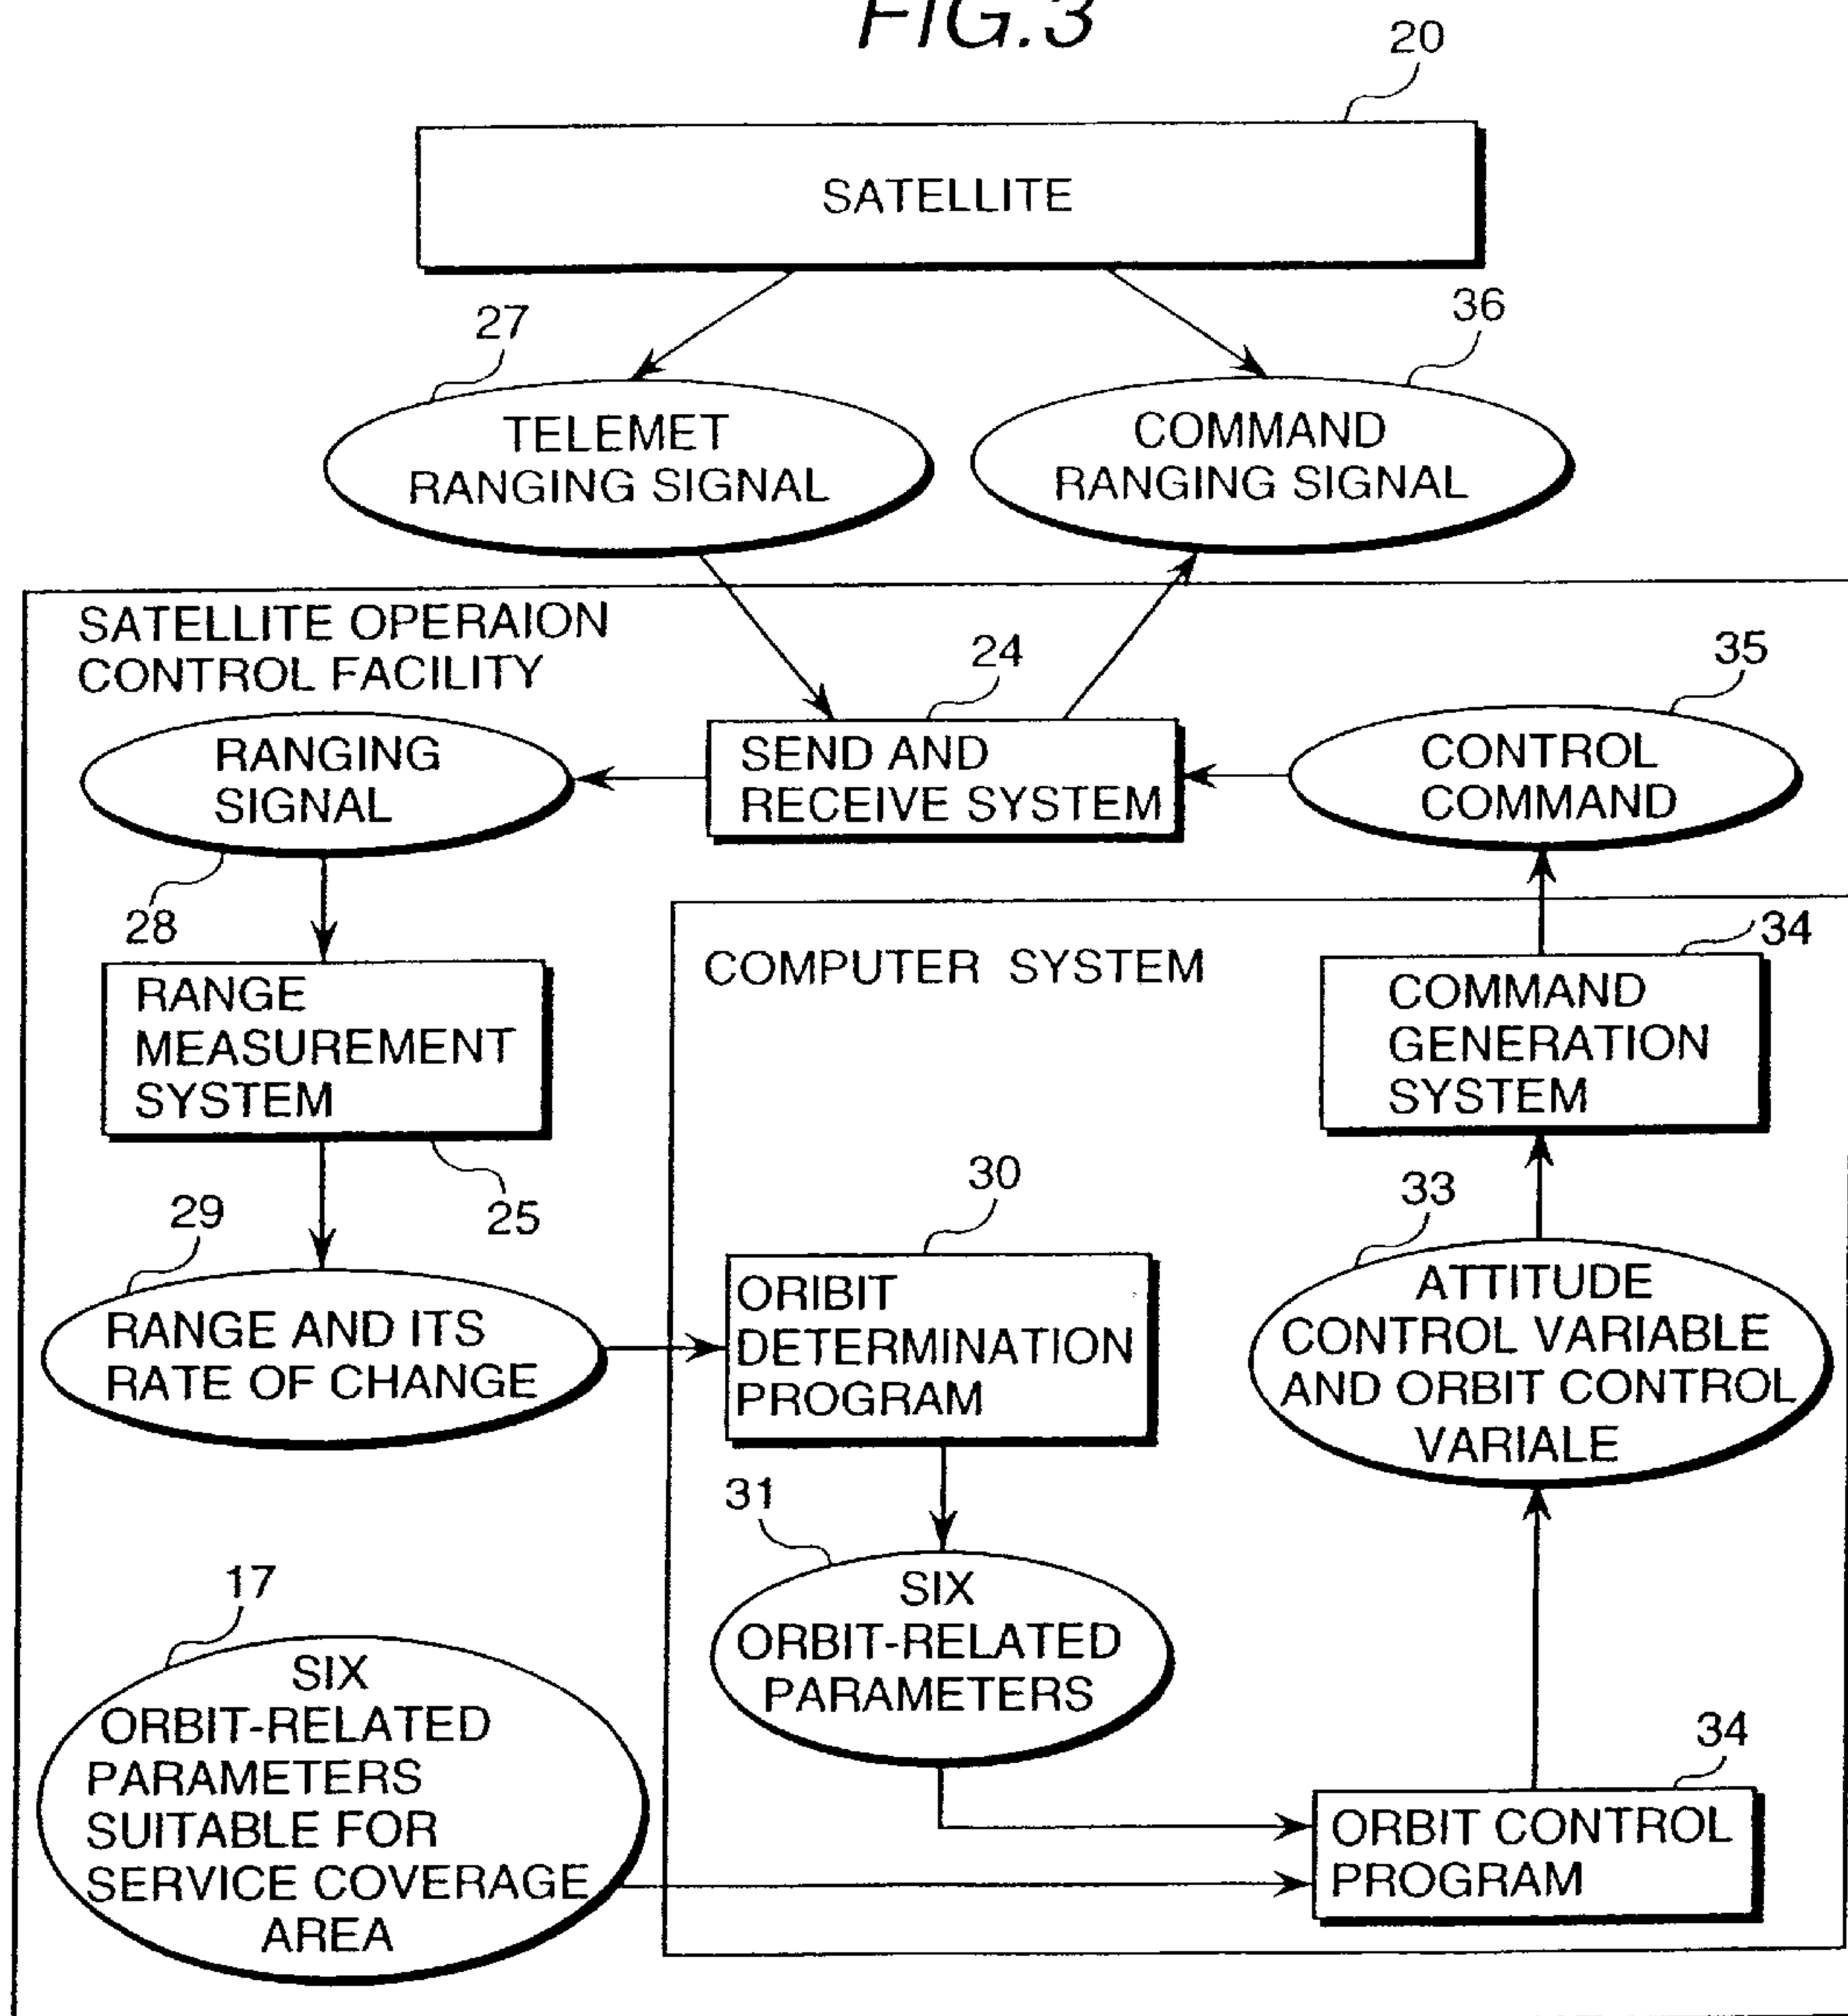 FIG.3
20
SATELLITE
27
36
TELEMET
RANGING SIGNAL
COMMAND
RANGING SIGNAL
SATELLITE OPERAION
CONTROL FACILITY
24
35
RANGING
SIGNAL
SEND AND
RECEIVE SYSTEM
CONTROL
COMMAND
28
34
COMPUTER SYSTEM
RANGE
MEASUREMENT
SYSTEM
COMMAND
GENERATION
SYSTEM
25
29
30
33
RANGE AND ITS
RATE OF CHANGE
ORIBIT
DETERMINATION
PROGRAM
ATTITUDE
CONTROL VARIABLE
AND ORBIT CONTROL
VARIALE
31
17
SIX
ORBIT-RELATED
PARAMETERS
SIX
ORBIT-RELATED
PARAMETERS
SUITABLE FOR
SERVICE COVERAGE
AREA
34
ORBIT CONTROL
PROGRAM